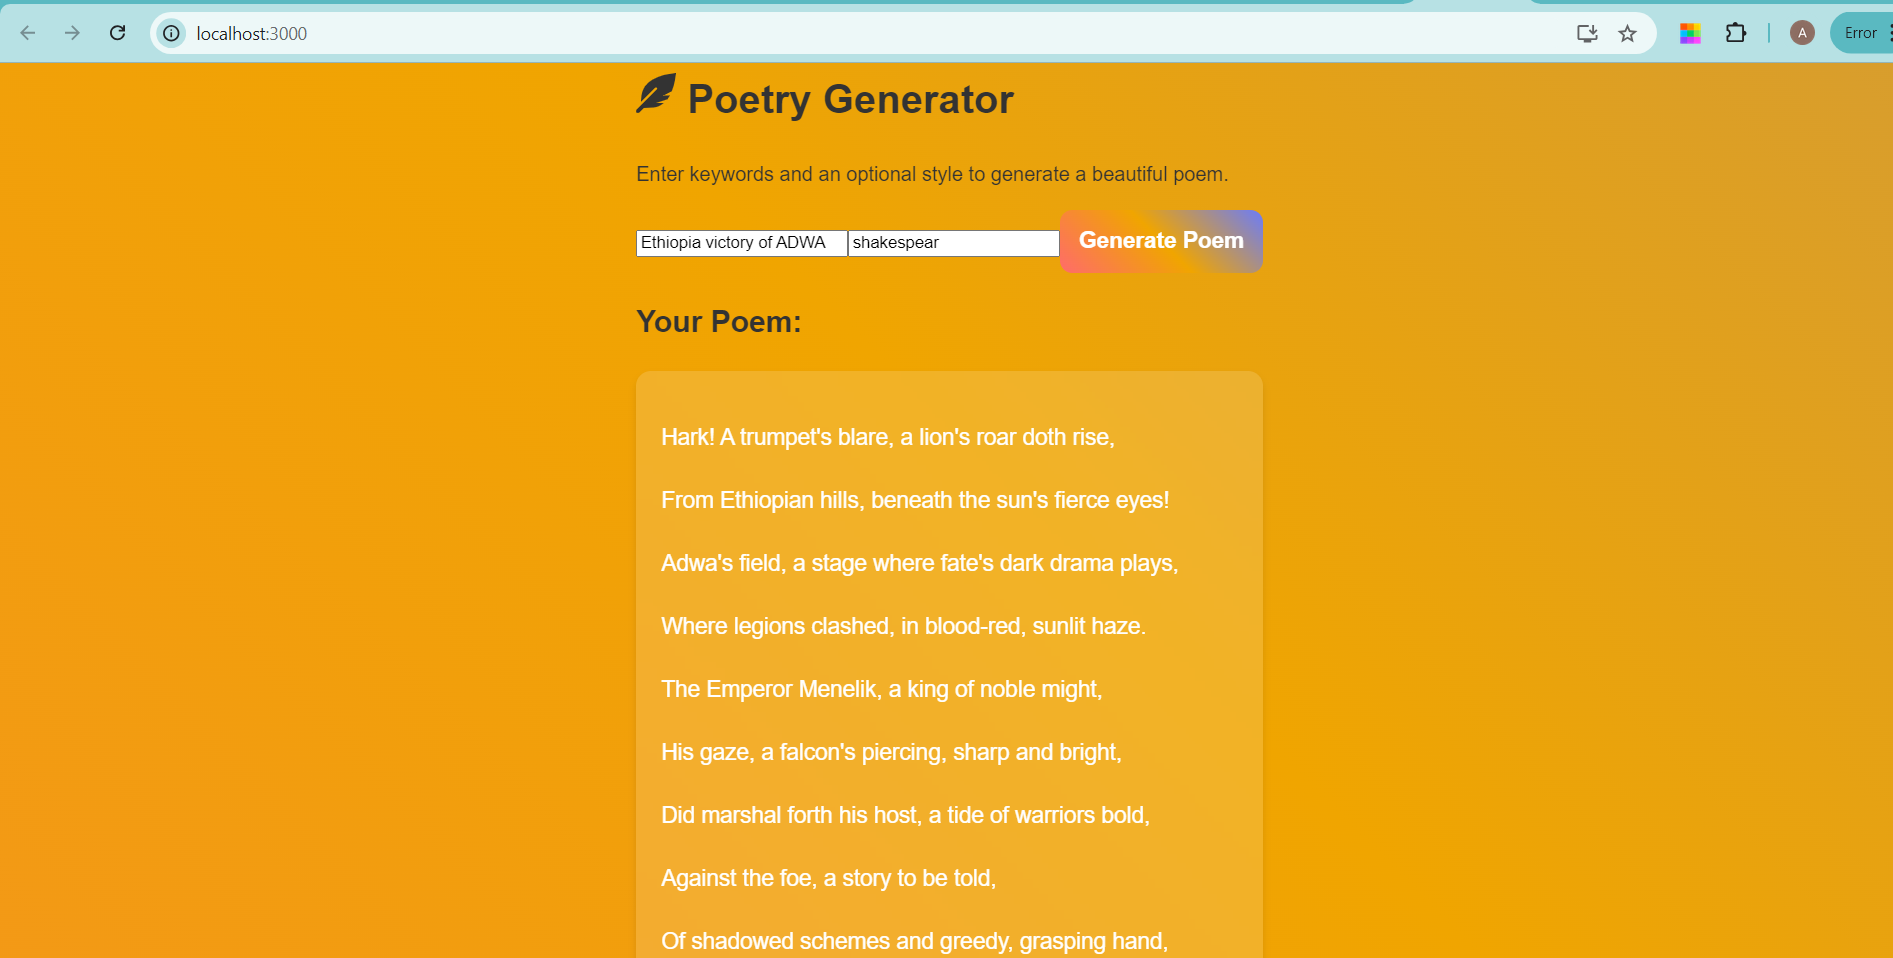 localhost:3000
A
Error
Poetry Generator
Enter keywords and an optional style to generate a beautiful poem.
Ethiopia victory of ADWA
shakespear
Generate Poem
Your Poem:
Hark! A trumpet's blare, a lion's roar doth rise,
From Ethiopian hills, beneath the sun's fierce eyes!
Adwa's field, a stage where fate's dark drama plays,
Where legions clashed, in blood-red, sunlit haze.
The Emperor Menelik, a king of noble might,
His gaze, a falcon's piercing, sharp and bright,
Did marshal forth his host, a tide of warriors bold,
Against the foe, a story to be told,
Of shadowed schemes and greedy, grasping hand,